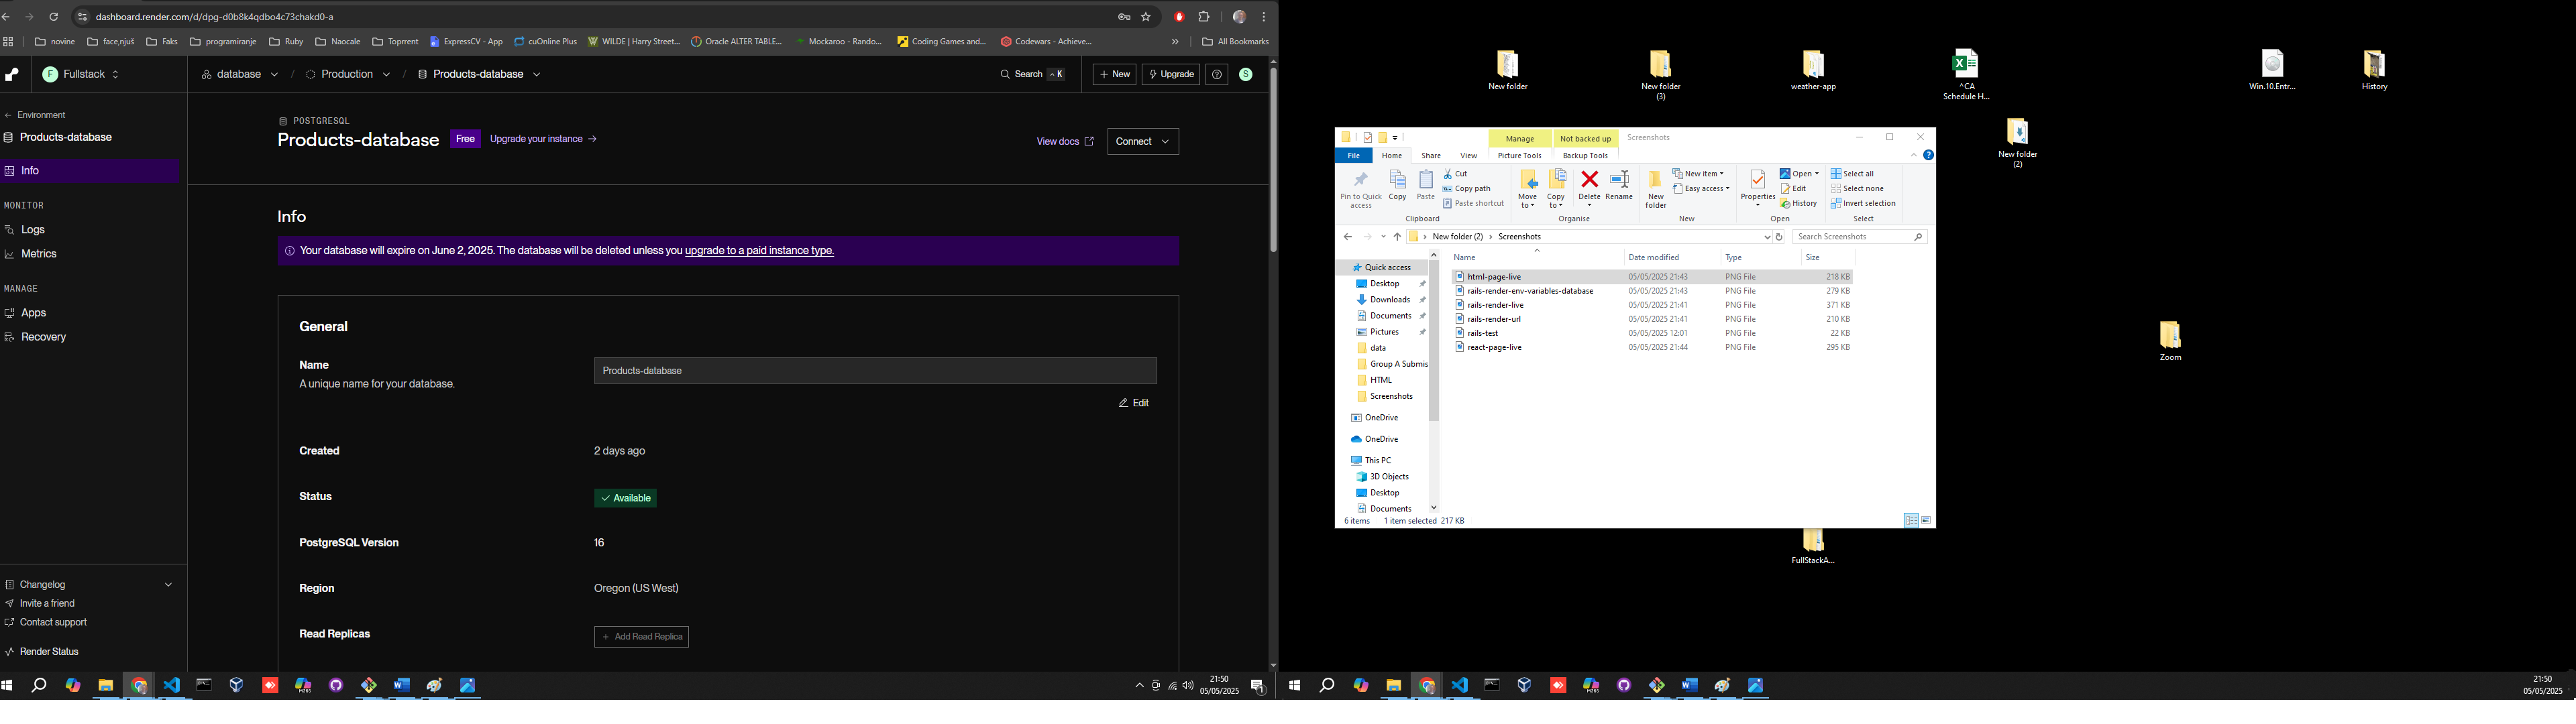 dashboard.render.com/d/dpg-d0b8k4qdbo4c73chakd0-a
novine face,njuš Faks programiranje Ruby Naocale Toprrent ExpressCV - App cuOnline Plus WILDE | Harry Street... Oracle ALTER TABLE... Mockaroo - Rando... Coding Games and... Codewars - Achieve... » All Bookmarks
F Fullstack database / Production / Products-database Search K New Upgrade S
Environment
Products-database
Info
MONITOR
Logs
Metrics
MANAGE
Apps
Recovery
Changelog
Invite a friend
Contact support
Render Status
POSTGRESQL
Products-database Free Upgrade your instance → View docs Connect
Info
Your database will expire on June 2, 2025. The database will be deleted unless you upgrade to a paid instance type.
General
Name Products-database
A unique name for your database.
Edit
Created 2 days ago
Status Available
PostgreSQL Version 16
Region Oregon (US West)
Read Replicas + Add Read Replica
21:50
05/05/2025
New folder
New folder
(3)
weather-app
^CA
Schedule H...
Win.10.Entr...
History
New folder
(2)
Zoom
FullStackA...
Manage Not backed up Screenshots
File Home Share View Picture Tools Backup Tools
Pin to Quick
access
Copy
Paste
Cut
Copy path
Paste shortcut
Move
to
Copy
to
Delete
Rename
New
folder
New item
Easy access
Properties
Open
Edit
History
Select all
Select none
Invert selection
Clipboard Organise New Open Select
New folder (2) Screenshots Search Screenshots
Quick access
Desktop
Downloads
Documents
Pictures
data
Group A Submis
HTML
Screenshots
OneDrive
OneDrive
This PC
3D Objects
Desktop
Documents
Name Date modified Type Size
html-page-live 05/05/2025 21:43 PNG File 218 KB
rails-render-env-variables-database 05/05/2025 21:43 PNG File 279 KB
rails-render-live 05/05/2025 21:41 PNG File 371 KB
rails-render-url 05/05/2025 21:41 PNG File 210 KB
rails-test 05/05/2025 12:01 PNG File 22 KB
react-page-live 05/05/2025 21:44 PNG File 295 KB
6 items 1 item selected 217 KB
21:50
05/05/2025